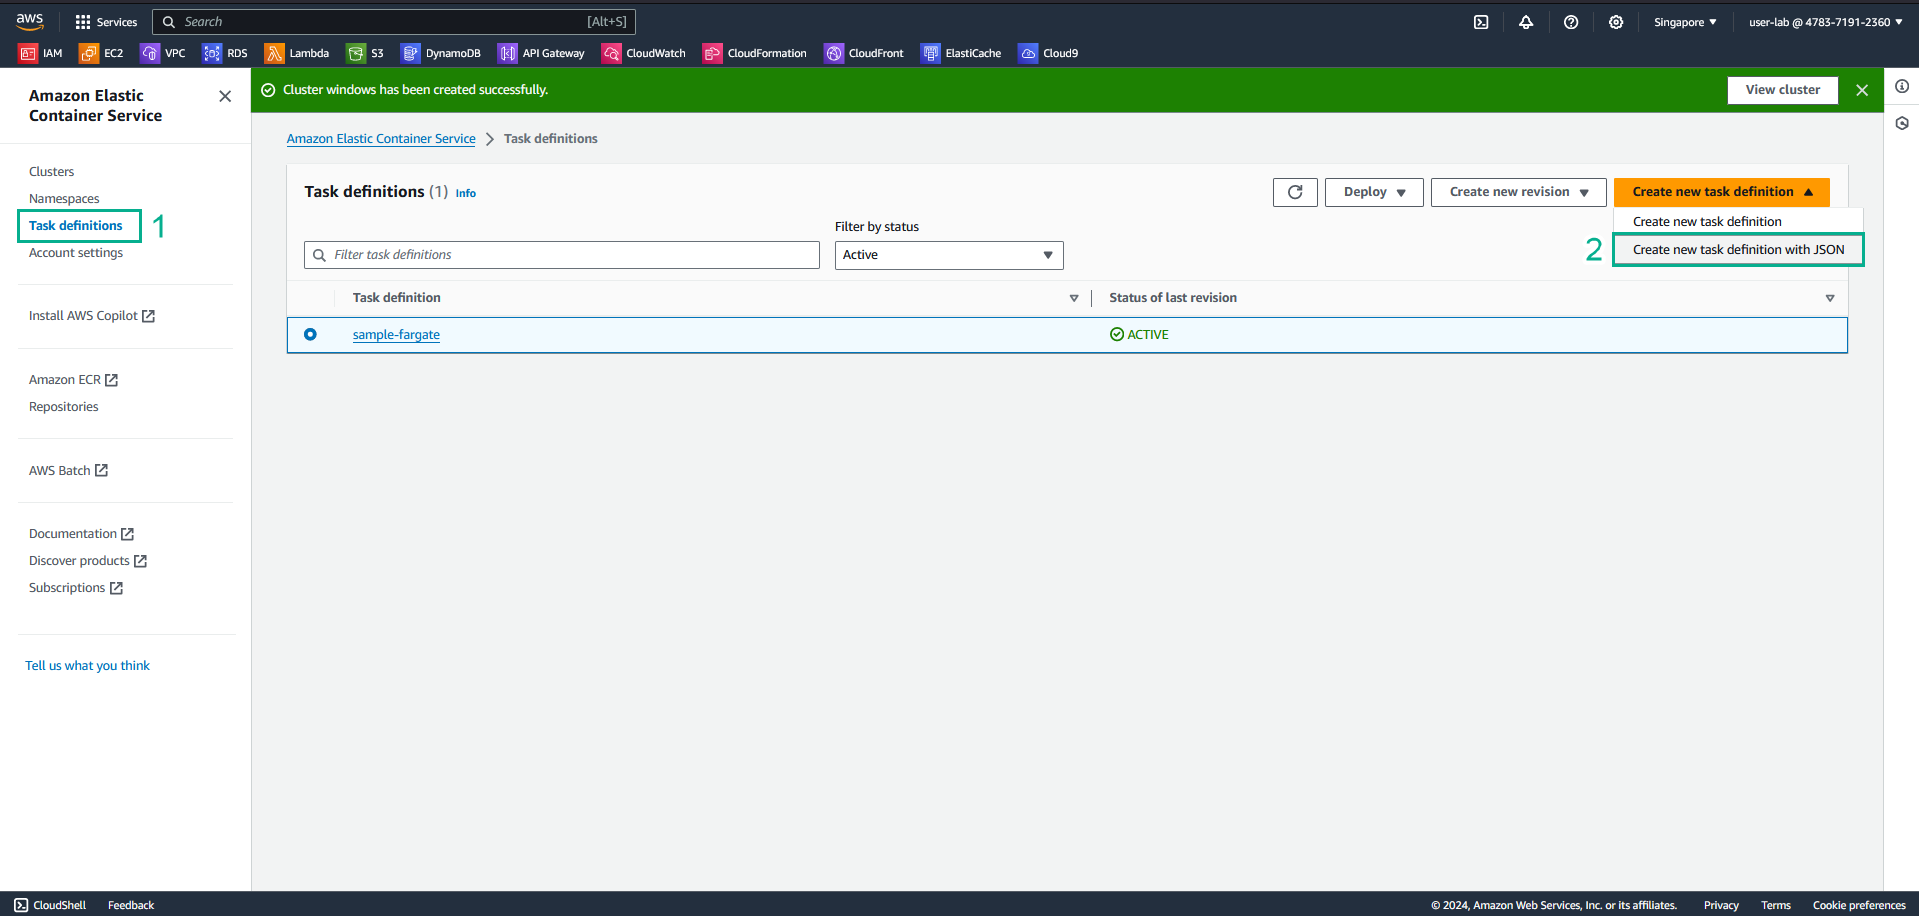 aws
Services
Search [Alt+S]
Singapore
user-lab @ 4783-7191-2360
IAM EC2 VPC RDS Lambda S3 DynamoDB API Gateway CloudWatch CloudFormation CloudFront ElastiCache Cloud9
Amazon Elastic
Container Service
Clusters
Namespaces
Task definitions 1
Account settings
Install AWS Copilot
Amazon ECR
Repositories
AWS Batch
Documentation
Discover products
Subscriptions
Tell us what you think
Cluster windows has been created successfully.
View cluster
Amazon Elastic Container Service Task definitions
Task definitions (1) Info
Deploy
Create new revision
Create new task definition
Create new task definition
2 Create new task definition with JSON
Filter by status
Filter task definitions
Active
Task definition Status of last revision
sample-fargate ACTIVE
CloudShell Feedback
© 2024, Amazon Web Services, Inc. or its affiliates. Privacy Terms Cookie preferences